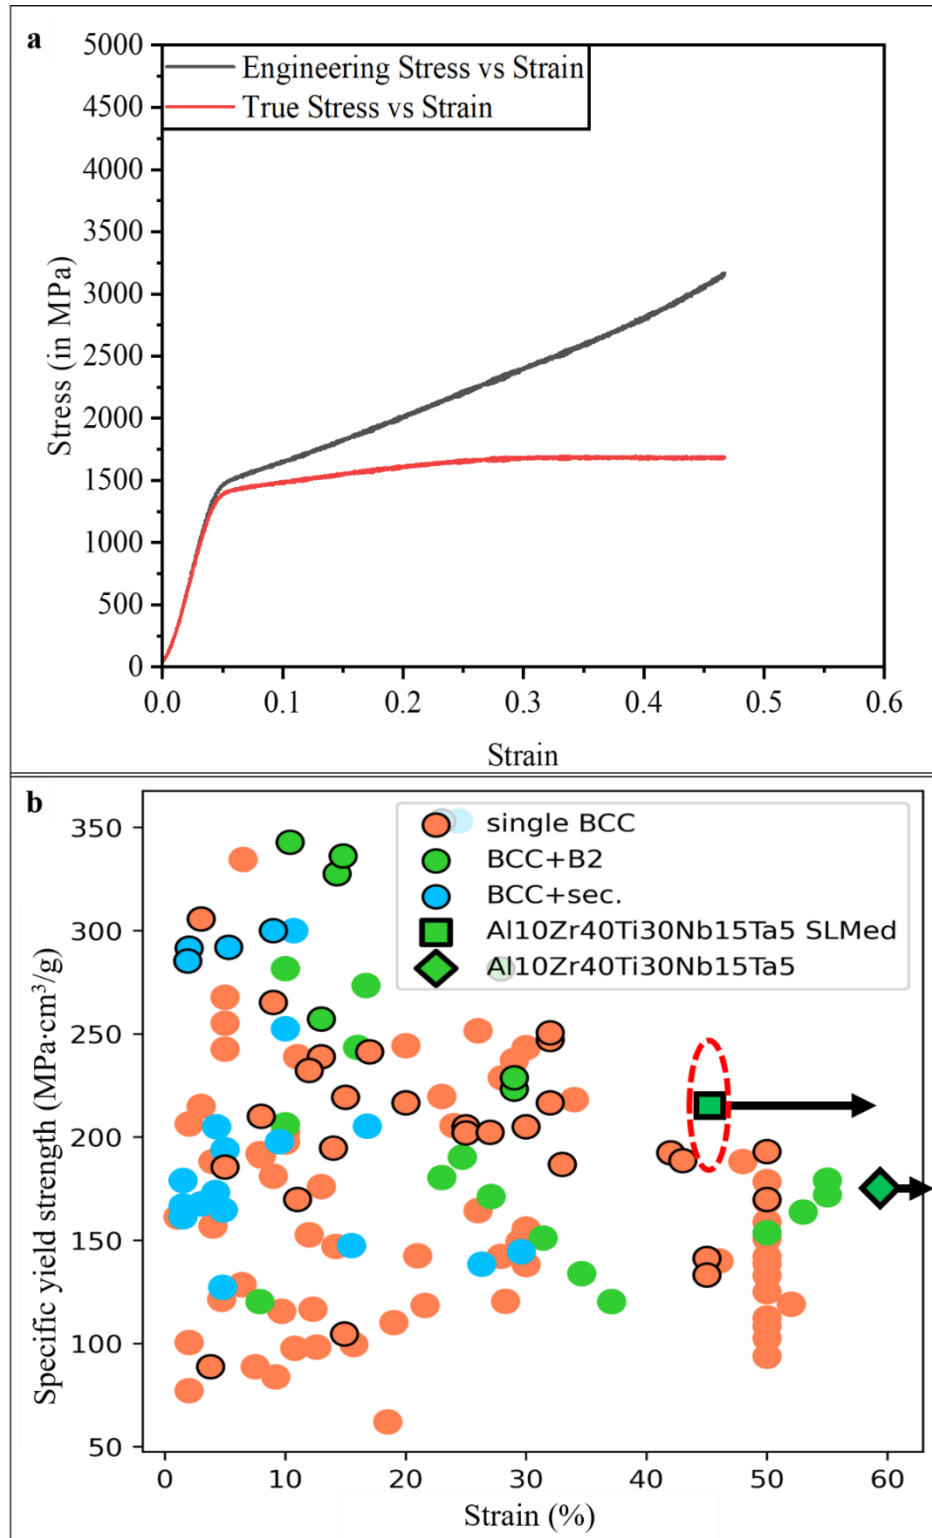 a
5000
4500
4000
3500
3000
2500
2000
1500
1000
500
0
Stress (in MPa)
Engineering Stress vs Strain
True Stress vs Strain
0.0 0.1 0.2 0.3 0.4 0.5 0.6
Strain
b
350
300
250
200
150
100
50
Specific yield strength (MPa·cm³/g)
single BCC
BCC+B2
BCC+sec.
Al10Zr40Ti30Nb15Ta5 SLMed
Al10Zr40Ti30Nb15Ta5
0 10 20 30 40 50 60
Strain (%)